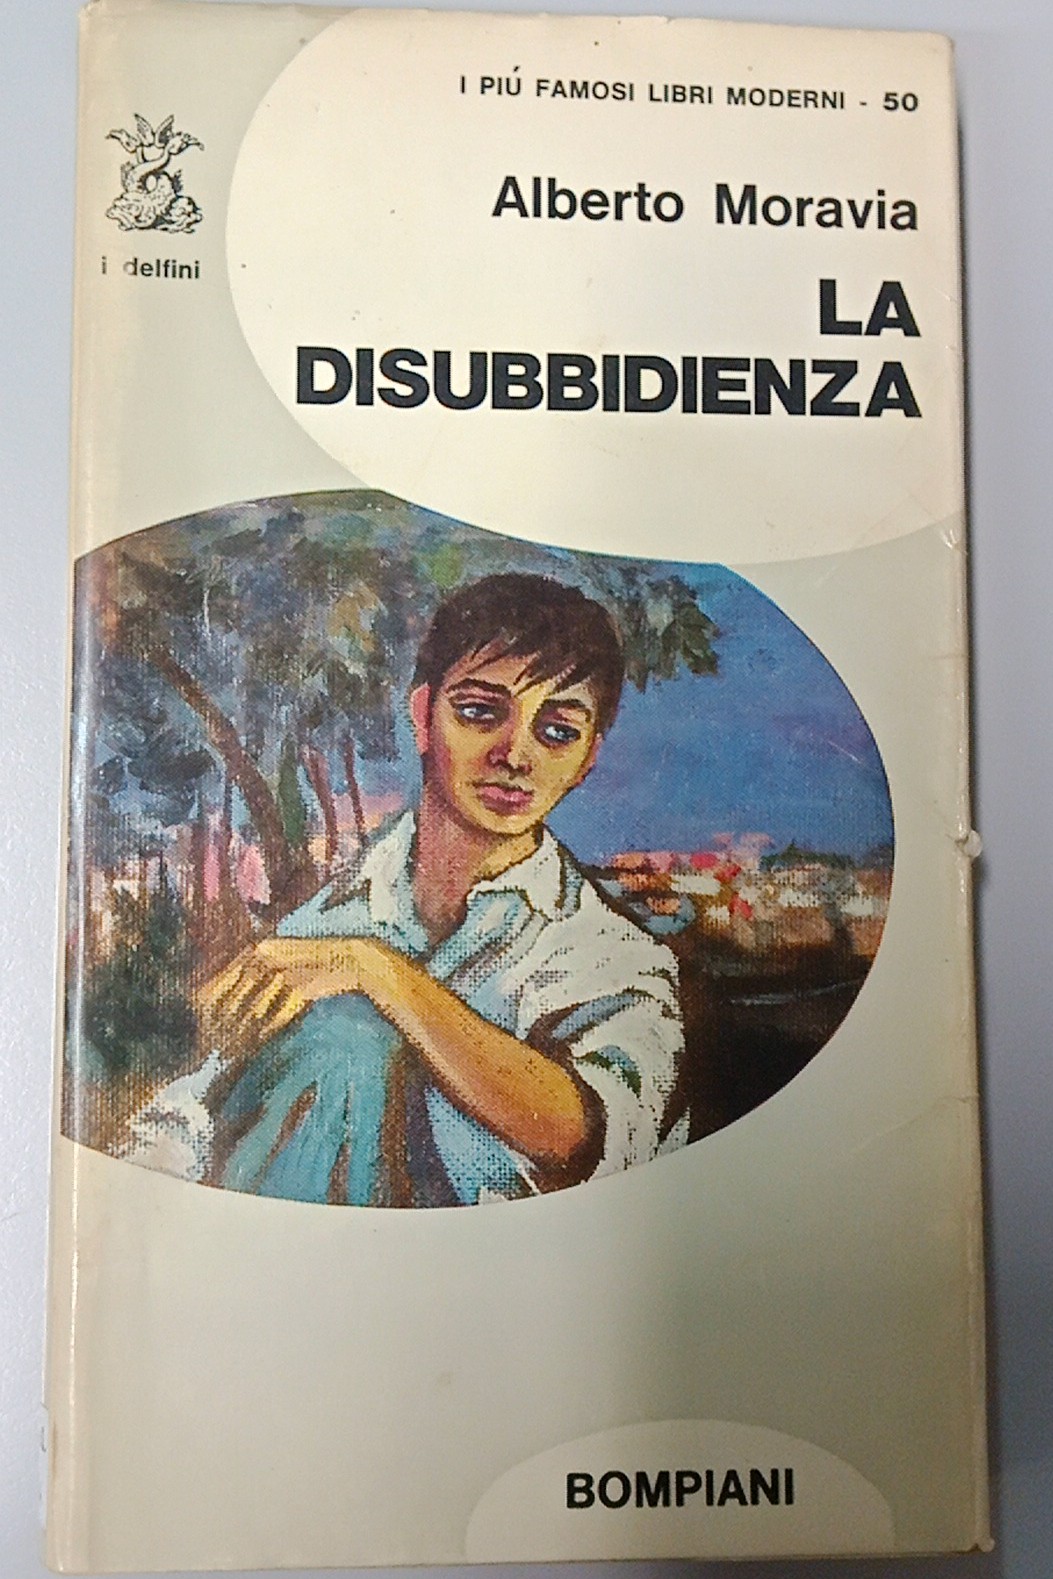 I PIÚ FAMOSI LIBRI MODERNI - 50
Alberto Moravia
LA
DISUBBIDIENZA
i delfini
BOMPIANI